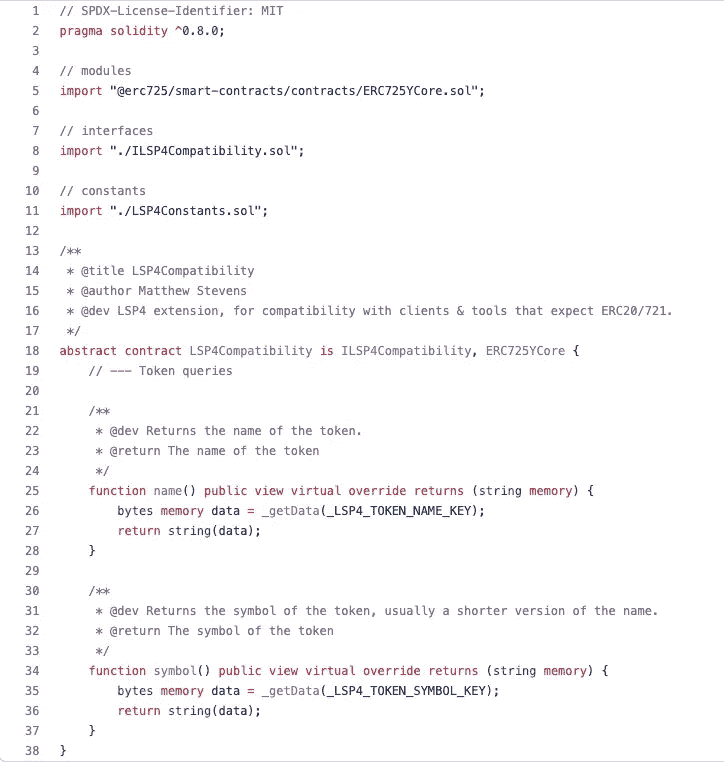 1 // SPDX-License-Identifier: MIT
2 pragma solidity ^0.8.0;
3
4 // modules
5 import "@erc725/smart-contracts/contracts/ERC725YCore.sol";
6
7 // interfaces
8 import "./ILSP4Compatibility.sol";
9
10 // constants
11 import "./LSP4Constants.sol";
12
13 /**
14  * @title LSP4Compatibility
15  * @author Matthew Stevens
16  * @dev LSP4 extension, for compatibility with clients & tools that expect ERC20/721.
17  */
18 abstract contract LSP4Compatibility is ILSP4Compatibility, ERC725YCore {
19     // --- Token queries
20
21     /**
22      * @dev Returns the name of the token.
23      * @return The name of the token
24      */
25     function name() public view virtual override returns (string memory) {
26         bytes memory data = _getData(_LSP4_TOKEN_NAME_KEY);
27         return string(data);
28     }
29
30     /**
31      * @dev Returns the symbol of the token, usually a shorter version of the name.
32      * @return The symbol of the token
33      */
34     function symbol() public view virtual override returns (string memory) {
35         bytes memory data = _getData(_LSP4_TOKEN_SYMBOL_KEY);
36         return string(data);
37     }
38 }